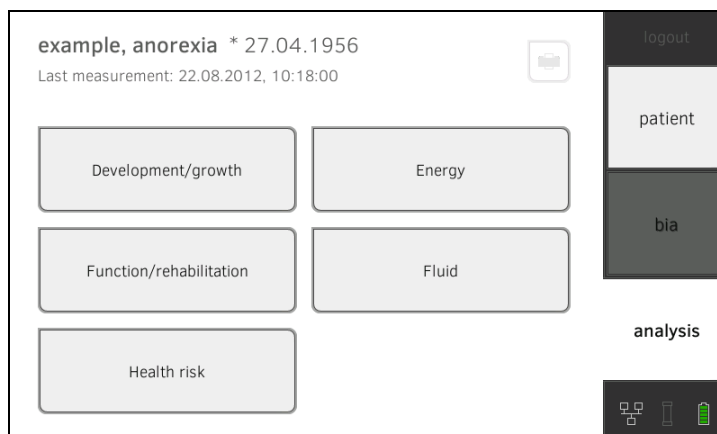 example, anorexia * 27.04.1956
Last measurement: 22.08.2012, 10:18:00
Development/growth
Energy
Function/rehabilitation
Fluid
Health risk
logout
patient
bia
analysis